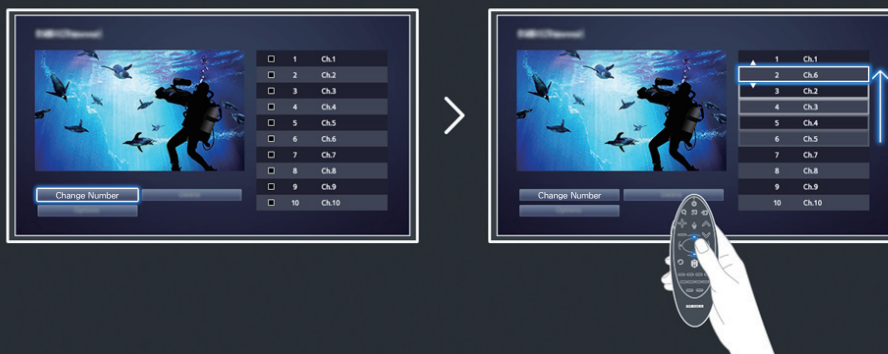 1 Ch.1
2 Ch.2
3 Ch.3
4 Ch.4
5 Ch.5
6 Ch.6
7 Ch.7
8 Ch.8
9 Ch.9
10 Ch.10
Change Number
1 Ch.1
2 Ch.6
3 Ch.2
4 Ch.3
5 Ch.4
6 Ch.5
7 Ch.7
8 Ch.8
9 Ch.9
10 Ch.10
Change Number